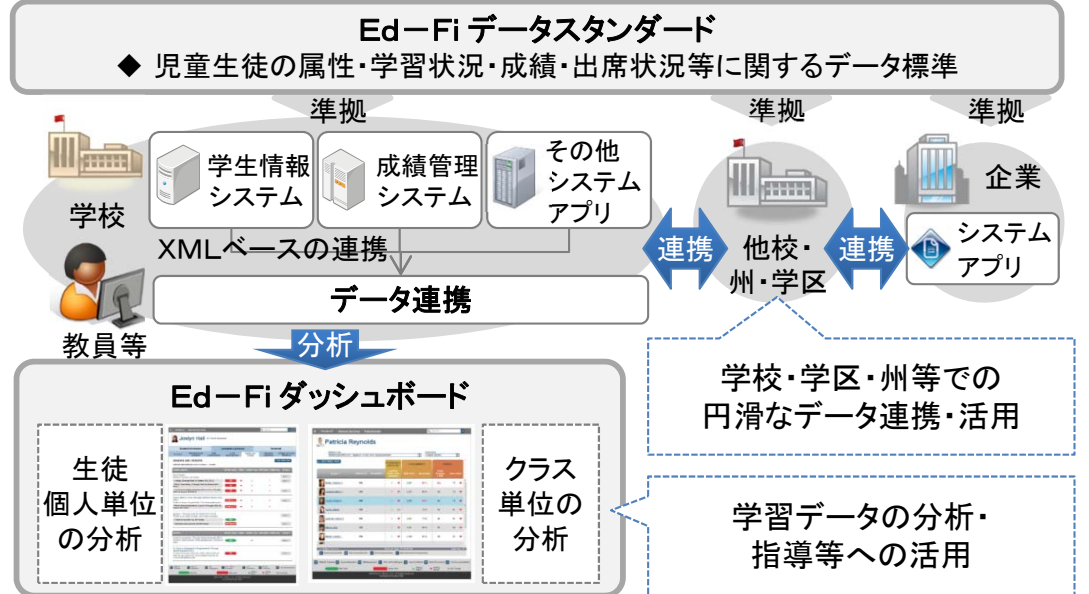 Ed－Fi データスタンダード
◆ 児童生徒の属性・学習状況・成績・出席状況等に関するデータ標準
準拠
準拠
準拠
学校
学生情報
システム
成績管理
システム
その他
システム
アプリ
XMLベースの連携
データ連携
教員等
連携
他校・
州・学区
連携
企業
システム
アプリ
分析
学校・学区・州等での
円滑なデータ連携・活用
Ed－Fi ダッシュボード
生徒
個人単位
の分析
Joslyn Hall
Patricia Reynolds
クラス
単位の
分析
学習データの分析・
指導等への活用